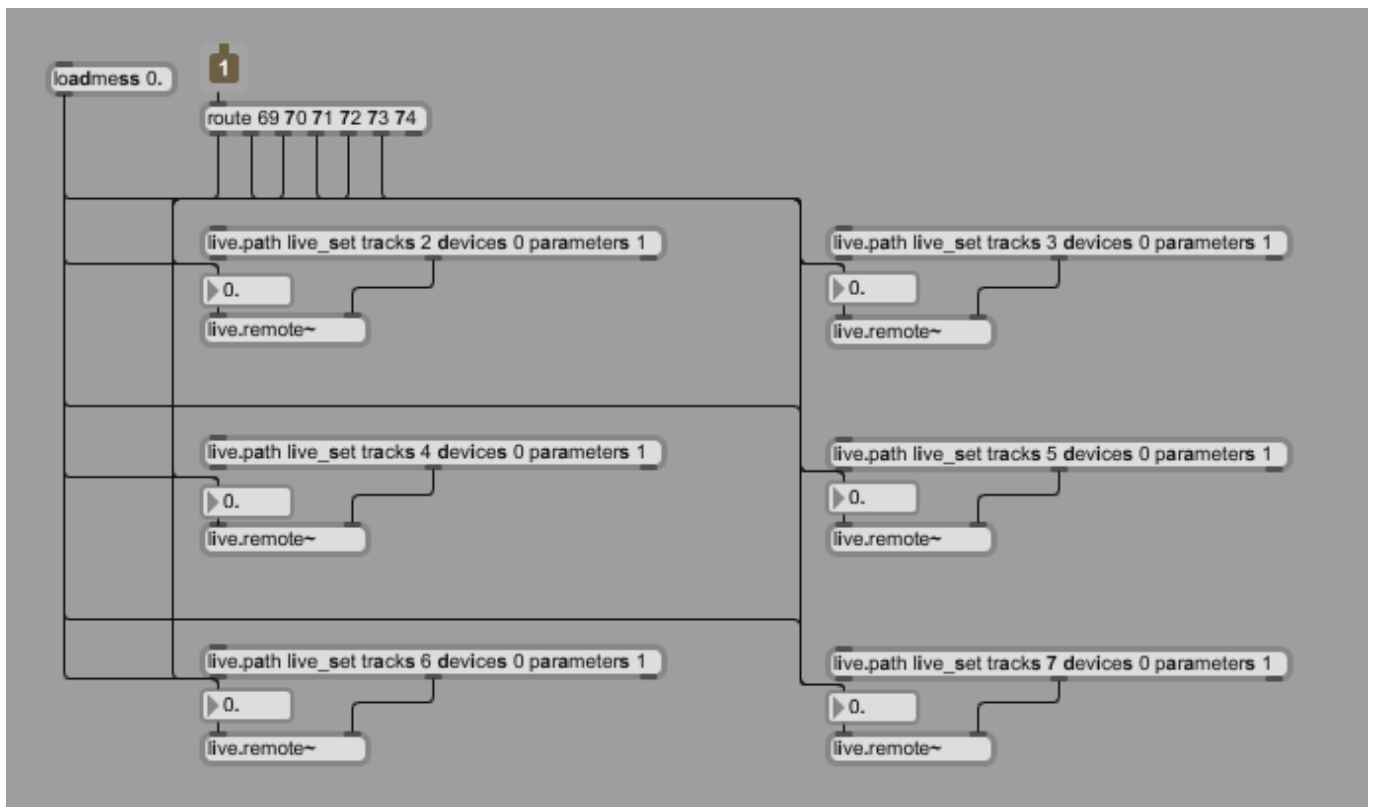 loadmess 0.
1
route 69 70 71 72 73 74
live.path live_set tracks 2 devices 0 parameters 1
0.
live.remote~
live.path live_set tracks 3 devices 0 parameters 1
0.
live.remote~
live.path live_set tracks 4 devices 0 parameters 1
0.
live.remote~
live.path live_set tracks 5 devices 0 parameters 1
0.
live.remote~
live.path live_set tracks 6 devices 0 parameters 1
0.
live.remote~
live.path live_set tracks 7 devices 0 parameters 1
0.
live.remote~